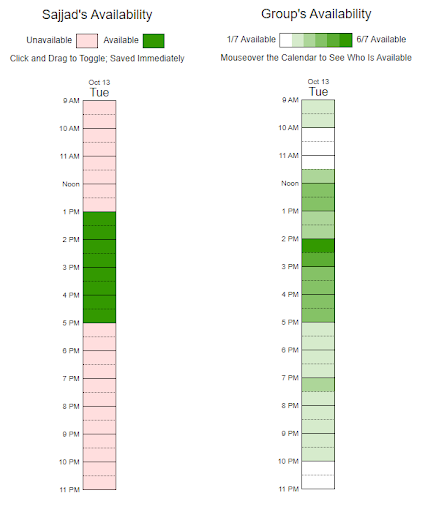 Sajjad's Availability
Unavailable Available
Click and Drag to Toggle; Saved Immediately
Oct 13
Tue
9 AM
10 AM
11 AM
Noon
1 PM
2 PM
3 PM
4 PM
5 PM
6 PM
7 PM
8 PM
9 PM
10 PM
11 PM
Group's Availability
1/7 Available 6/7 Available
Mouseover the Calendar to See Who Is Available
Oct 13
Tue
9 AM
10 AM
11 AM
Noon
1 PM
2 PM
3 PM
4 PM
5 PM
6 PM
7 PM
8 PM
9 PM
10 PM
11 PM